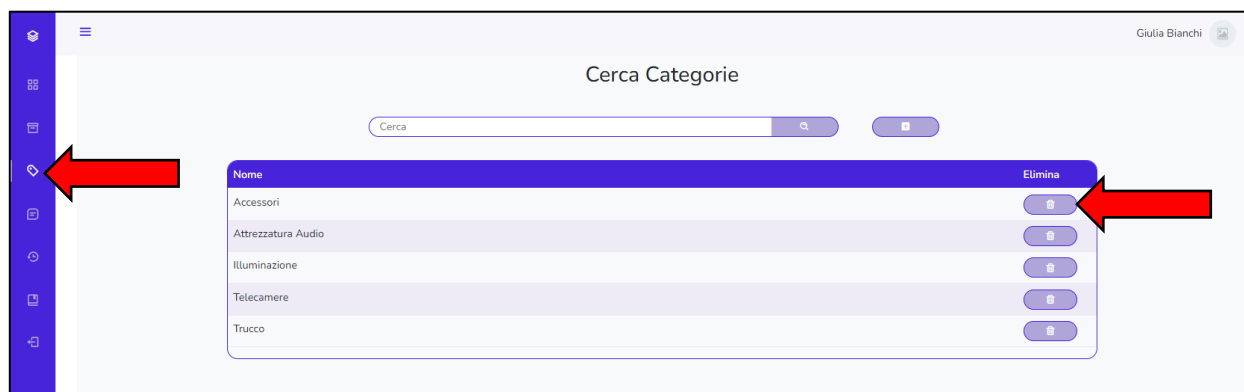 Giulia Bianchi
Cerca Categorie
Cerca
Nome Elimina
Accessori
Attrezzatura Audio
Illuminazione
Telecamere
Trucco